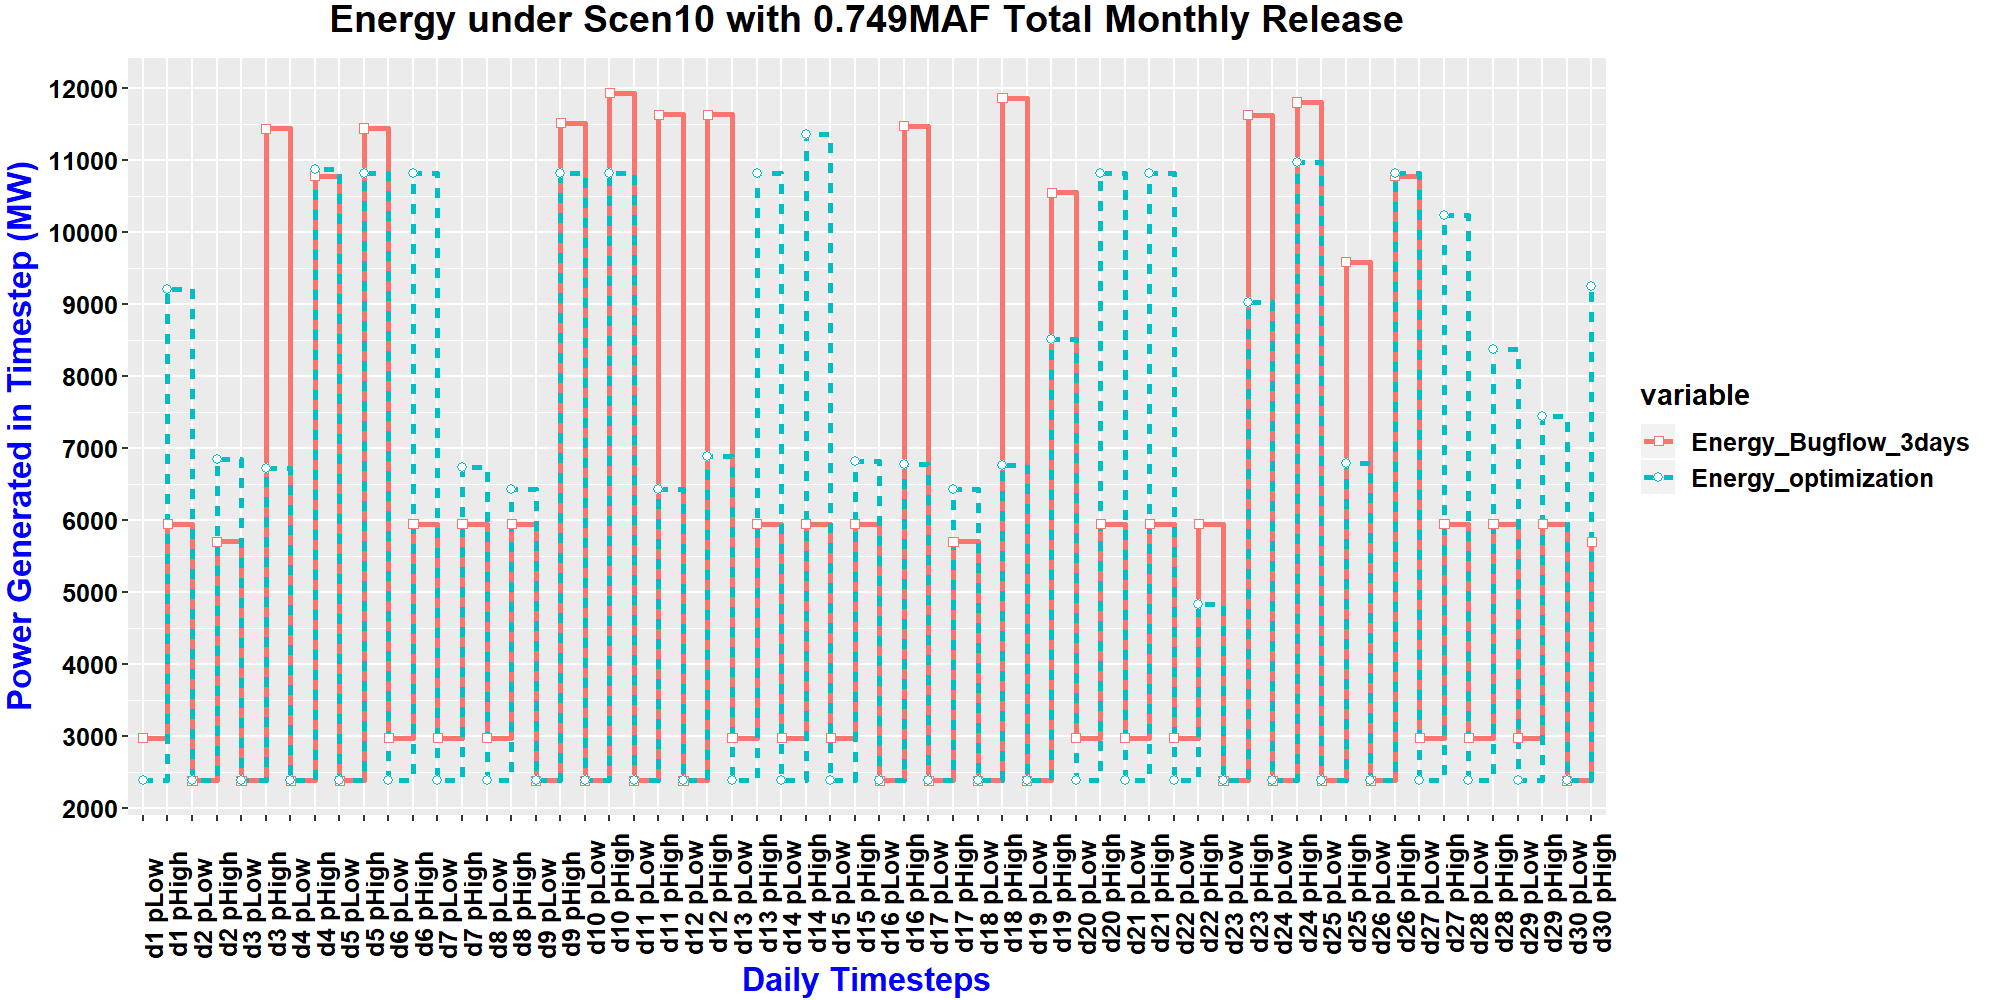 Energy under Scen10 with 0.749MAF Total Monthly Release
Power Generated in Timestep (MW)
12000
11000
10000
9000
8000
7000
6000
5000
4000
3000
2000
d1 pLow
d1 pHigh
d2 pLow
d2 pHigh
d3 pLow
d3 pHigh
d4 pLow
d4 pHigh
d5 pLow
d5 pHigh
d6 pLow
d6 pHigh
d7 pLow
d7 pHigh
d8 pLow
d8 pHigh
d9 pLow
d9 pHigh
d10 pLow
d10 pHigh
d11 pLow
d11 pHigh
d12 pLow
d12 pHigh
d13 pLow
d13 pHigh
d14 pLow
d14 pHigh
d15 pLow
d15 pHigh
d16 pLow
d16 pHigh
d17 pLow
d17 pHigh
d18 pLow
d18 pHigh
d19 pLow
d19 pHigh
d20 pLow
d20 pHigh
d21 pLow
d21 pHigh
d22 pLow
d22 pHigh
d23 pLow
d23 pHigh
d24 pLow
d24 pHigh
d25 pLow
d25 pHigh
d26 pLow
d26 pHigh
d27 pLow
d27 pHigh
d28 pLow
d28 pHigh
d29 pLow
d29 pHigh
d30 pLow
d30 pHigh
Daily Timesteps
variable
Energy_Bugflow_3days
Energy_optimization